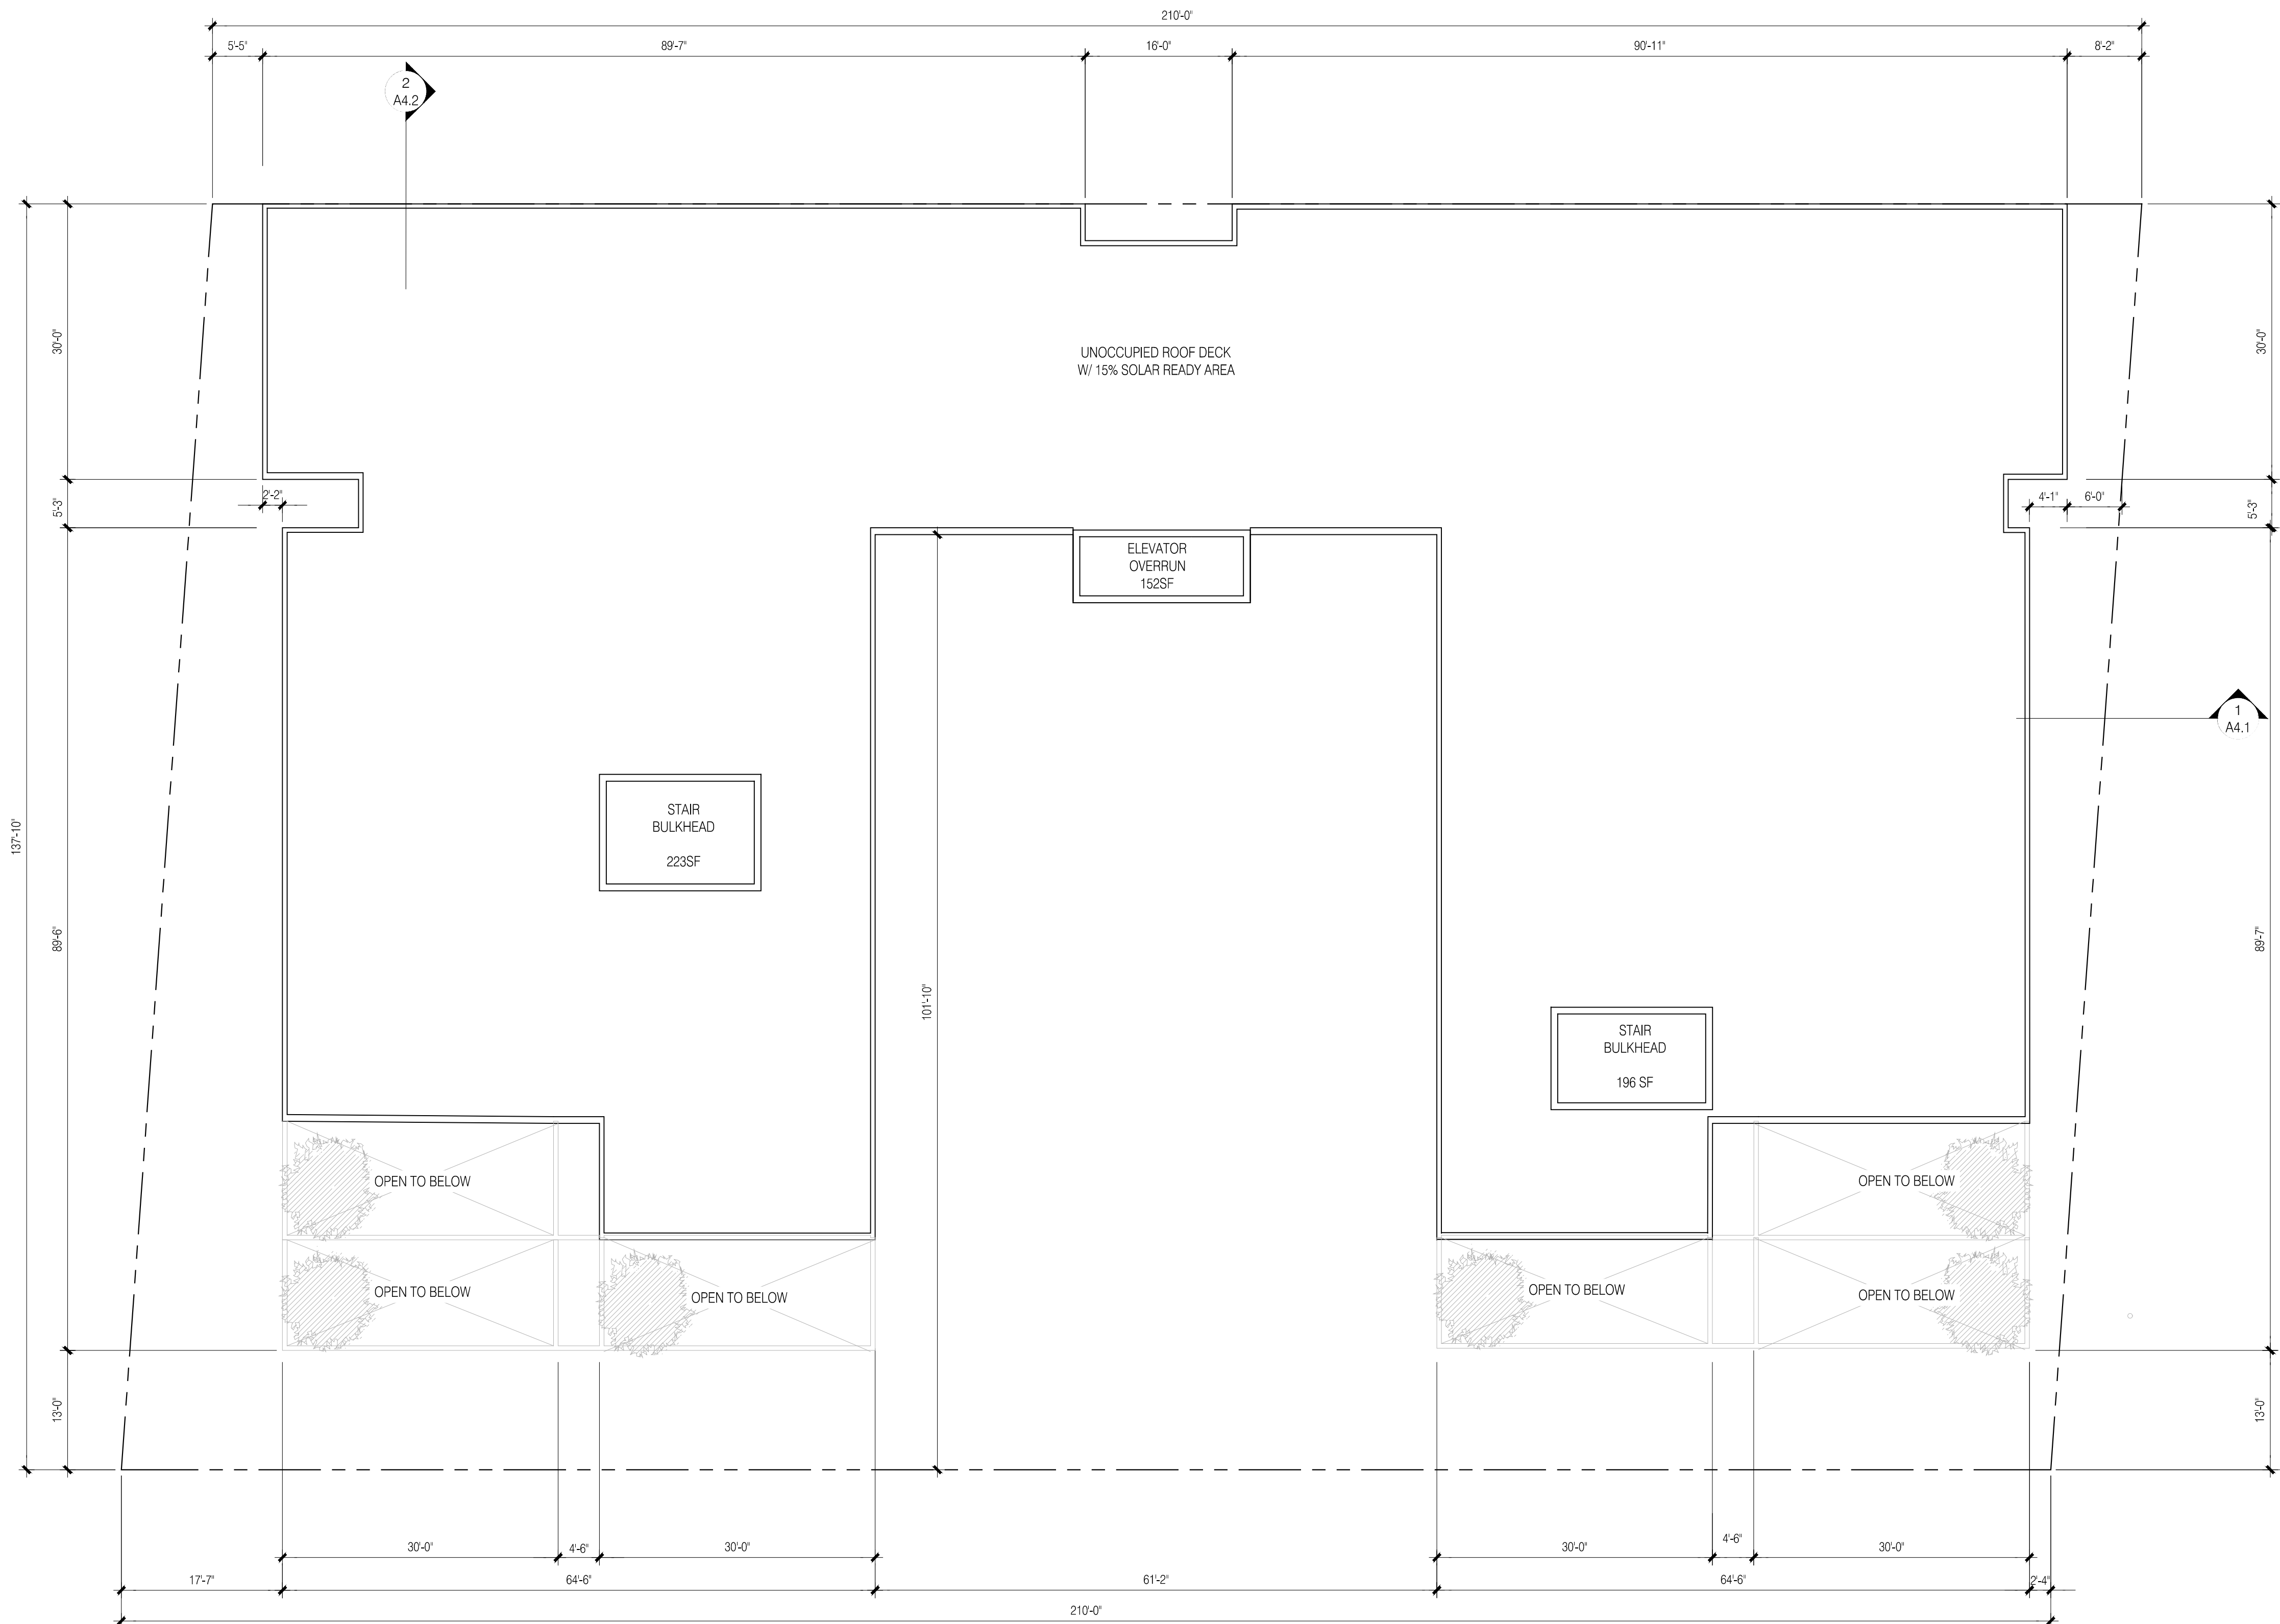 210'-0"
5'-5"
89'-7"
16'-0"
90'-11"
8'-2"
2
A4.2
30'-0"
30'-0"
UNOCCUPIED ROOF DECK
W/ 15% SOLAR READY AREA
2'-2"
5'-3"
4'-1"
6'-0"
5'-3"
ELEVATOR
OVERRUN
152SF
1
A4.1
STAIR
BULKHEAD
223SF
137'-10"
89'-6"
89'-7"
101'-10"
STAIR
BULKHEAD
196 SF
OPEN TO BELOW
OPEN TO BELOW
OPEN TO BELOW
OPEN TO BELOW
OPEN TO BELOW
OPEN TO BELOW
13'-0"
13'-0"
30'-0"
4'-6"
30'-0"
30'-0"
4'-6"
30'-0"
17'-7"
64'-6"
61'-2"
64'-6"
2'-4"
210'-0"